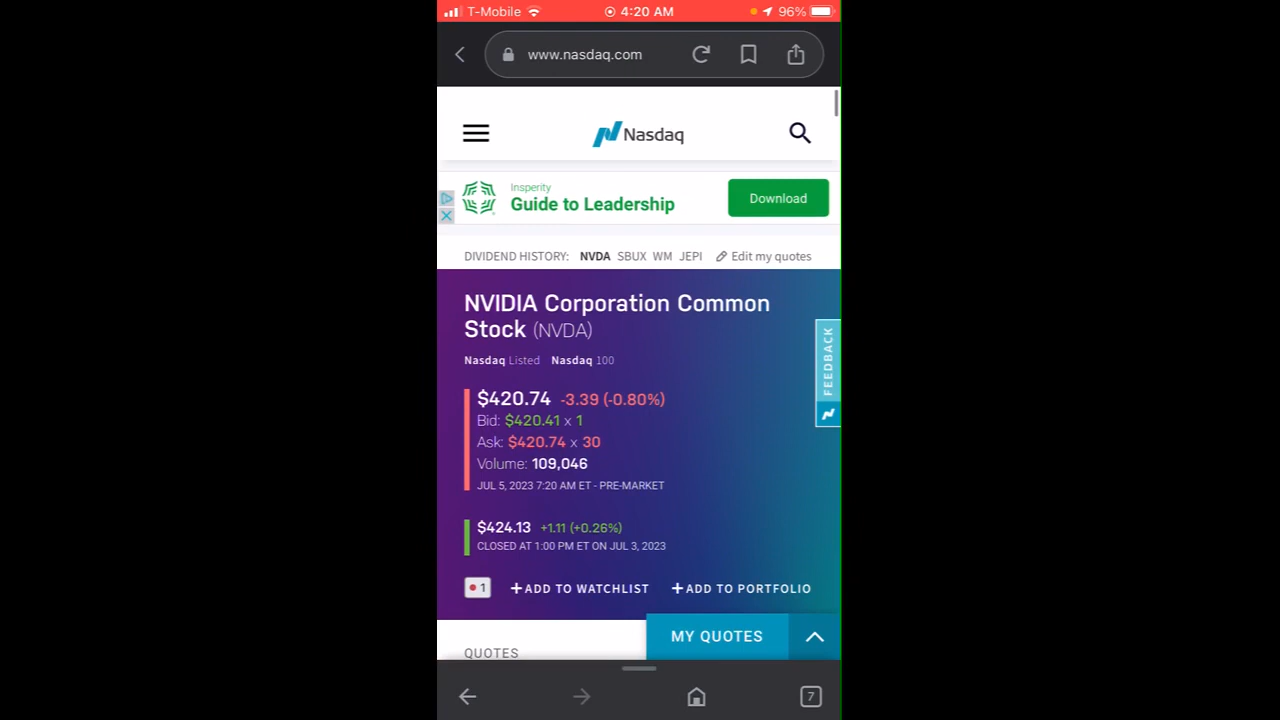 T-Mobile 4:20 AM 96%
www.nasdaq.com
Nasdaq
Insperity
Guide to Leadership
Download
DIVIDEND HISTORY: NVDA SBUX WM JEPI Edit my quotes
NVIDIA Corporation Common
Stock (NVDA)
Nasdaq Listed Nasdaq 100
$420.74 -3.39 (-0.80%)
Bid: $420.41 x 1
Ask: $420.74 x 30
Volume: 109,046
JUL 5, 2023 7:20 AM ET - PRE-MARKET
FEEDBACK
$424.13 +1.11 (+0.26%)
CLOSED AT 1:00 PM ET ON JUL 3, 2023
1 +ADD TO WATCHLIST +ADD TO PORTFOLIO
MY QUOTES
QUOTES
7